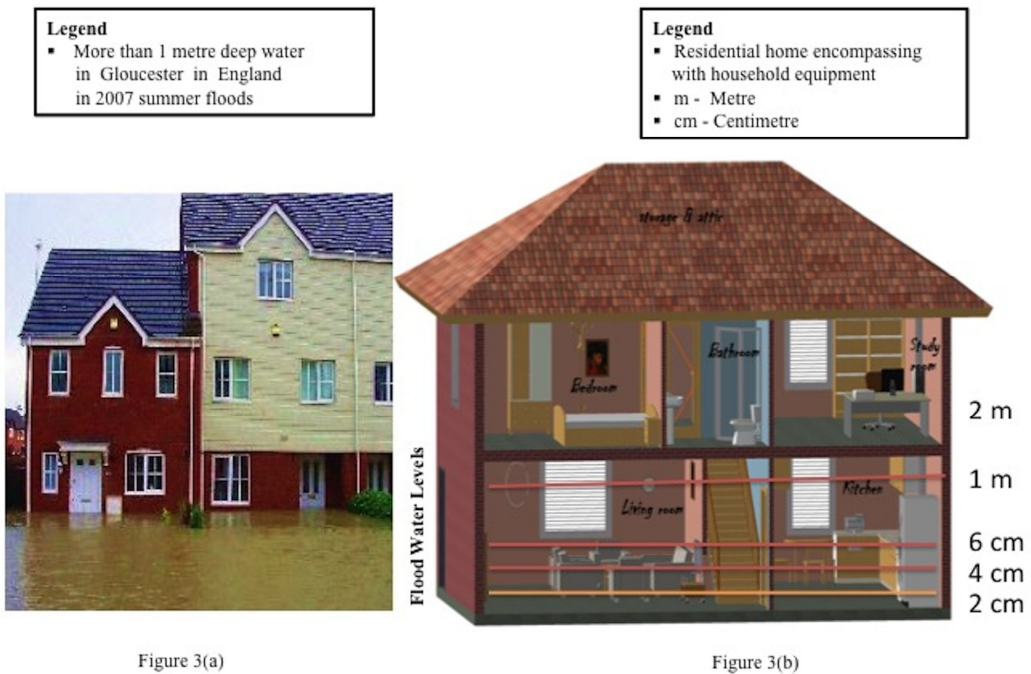 Legend
▪ More than 1 metre deep water
in Gloucester in England
in 2007 summer floods
Legend
▪ Residential home encompassing
with household equipment
▪ m - Metre
▪ cm - Centimetre
storage & attic
Bedroom
Bathroom
Study
room
2 m
Living room
Kitchen
1 m
6 cm
4 cm
2 cm
Flood Water Levels
Figure 3(a)
Figure 3(b)